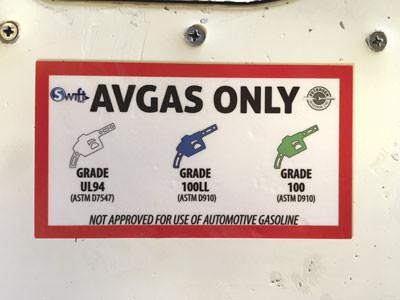 Swift AVGAS ONLY
GRADE GRADE GRADE
UL94 100LL 100
(ASTM D7547) (ASTM D910) (ASTM D910)
NOT APPROVED FOR USE OF AUTOMOTIVE GASOLINE